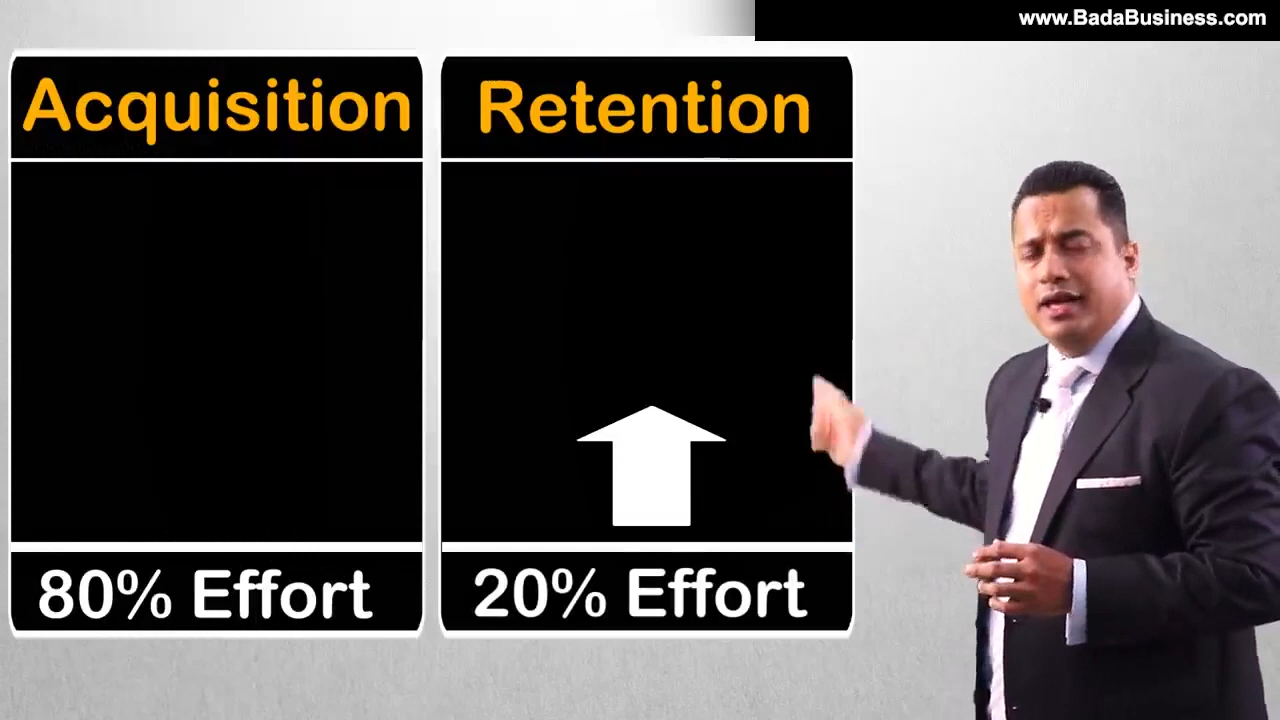 www.BadaBusiness.com
Acquisition
Retention
80% Effort
20% Effort